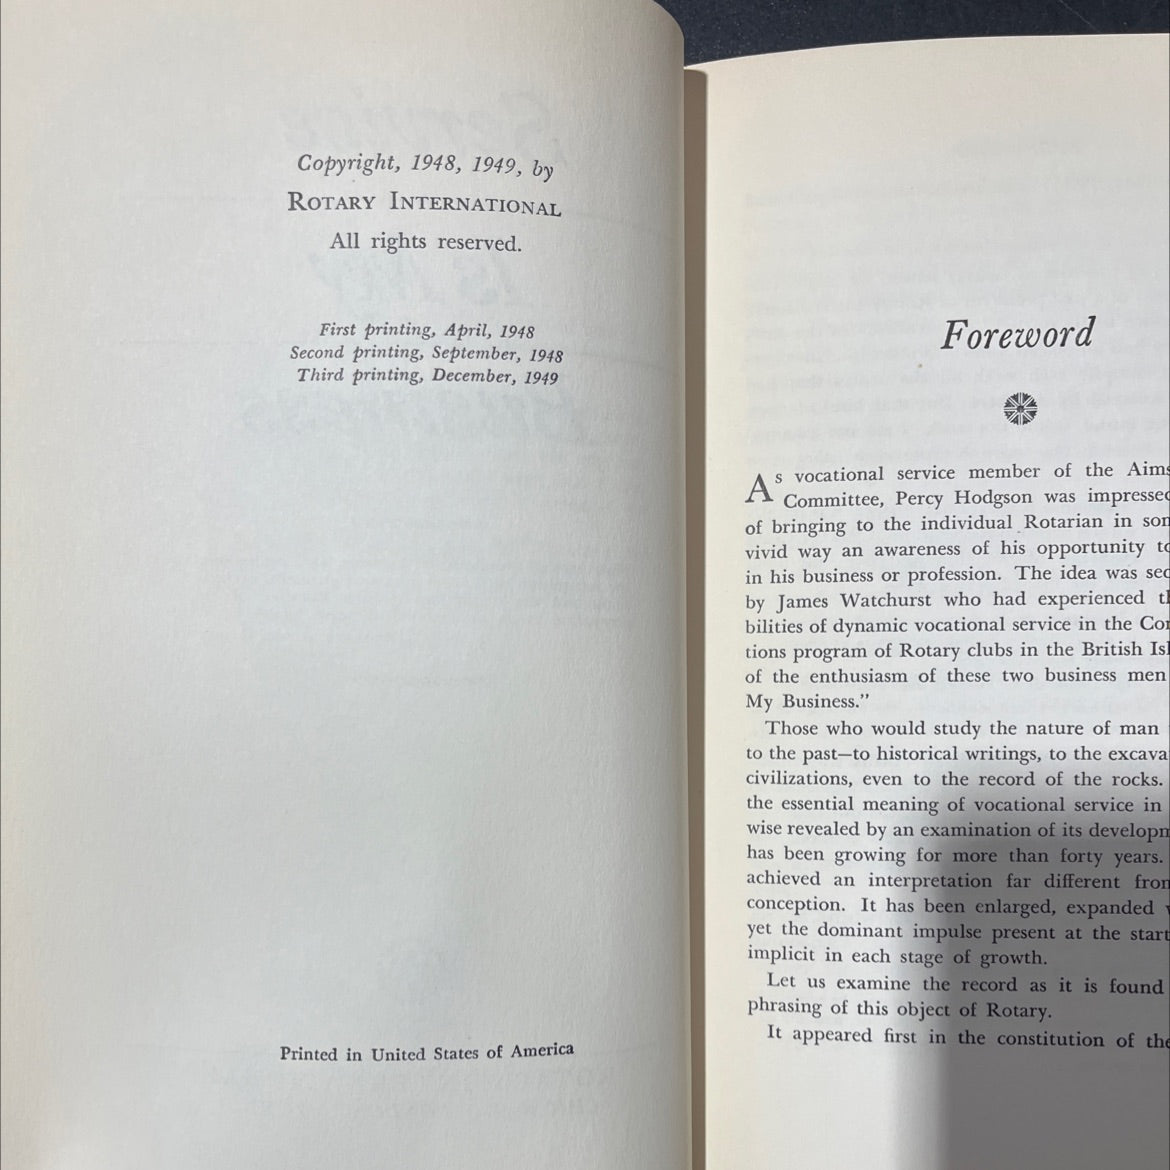 Copyright, 1948, 1949, by
ROTARY INTERNATIONAL
All rights reserved.
First printing, April, 1948
Second printing, September, 1948
Third printing, December, 1949
Printed in United States of America
Foreword
As vocational service member of the Aims
Committee, Percy Hodgson was impressed
of bringing to the individual Rotarian in
vivid way an awareness of his opportunity
in his business or profession. The idea was
by James Watchurst who had experienced
bilities of dynamic vocational service in the
tions program of Rotary clubs in the British
of the enthusiasm of these two business men
My Business.”
Those who would study the nature of man
to the past—to historical writings, to the
civilizations, even to the record of the rocks.
the essential meaning of vocational service in
wise revealed by an examination of its
has been growing for more than forty years.
achieved an interpretation far different
conception. It has been enlarged, expanded
yet the dominant impulse present at the start
implicit in each stage of growth.
Let us examine the record as it is found
phrasing of this object of Rotary.
It appeared first in the constitution of the